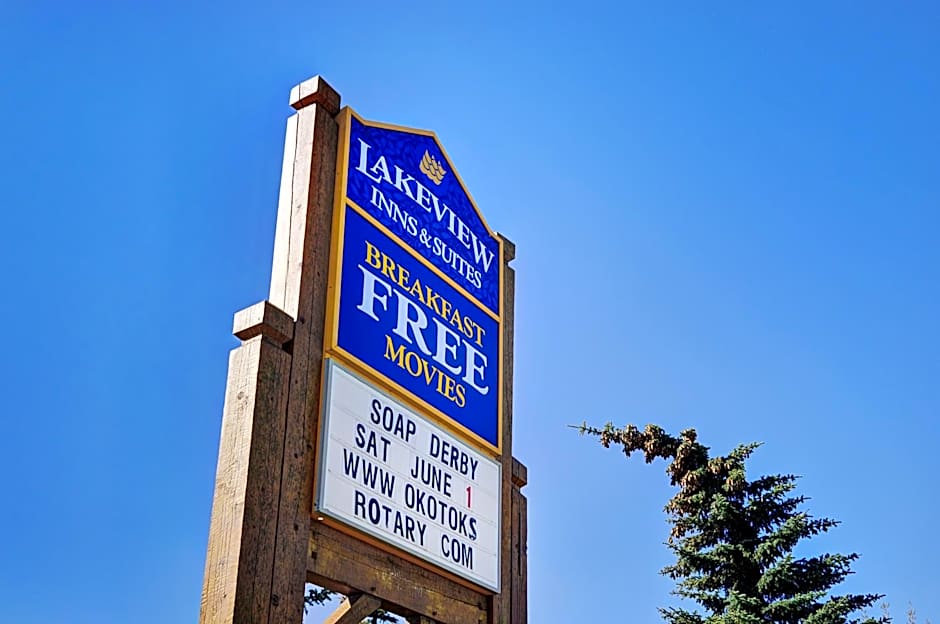 LAKEVIEW
INNS & SUITES
BREAKFAST
FREE
MOVIES
SOAP DERBY
SAT JUNE 1
WWW OKOTOKS
ROTARY COM